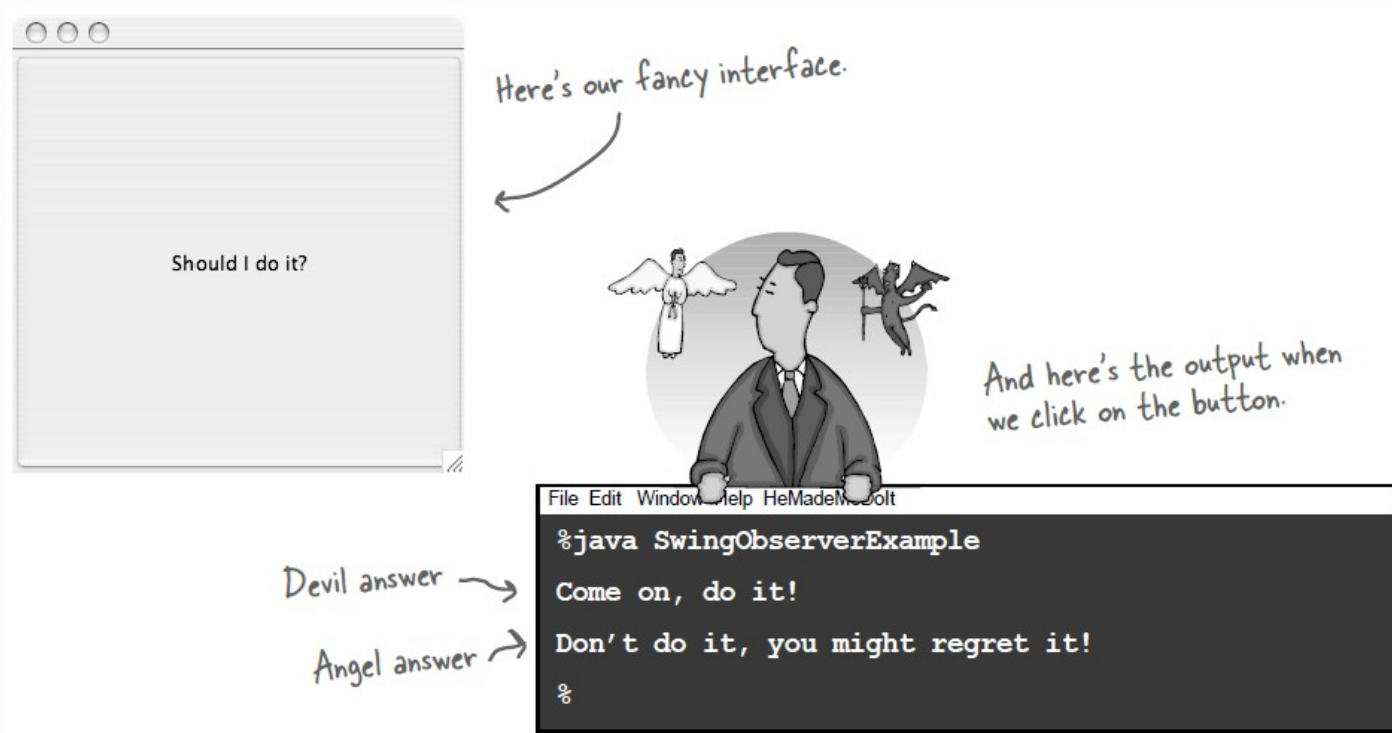 Here's our fancy interface.
Should I do it?
And here's the output when
we click on the button.
File Edit Window Help HeMadeMeDoIt
%java SwingObserverExample
Devil answer
Come on, do it!
Angel answer
Don't do it, you might regret it!
%